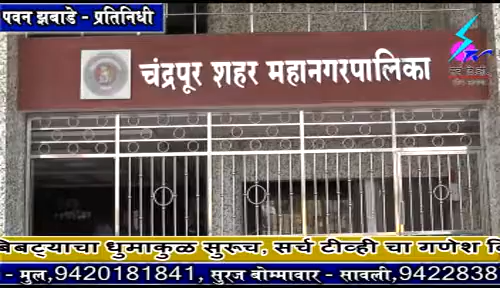 पवन झबाडे - प्रतिनिधी
चंद्रपूर शहर महानगरपालिका
बिबट्याचा धुमाकुळ सुरूच, सर्च टीव्ही चा गणेश
- मुल,9420181841, सुरज बोम्मावार - सावली,9422838